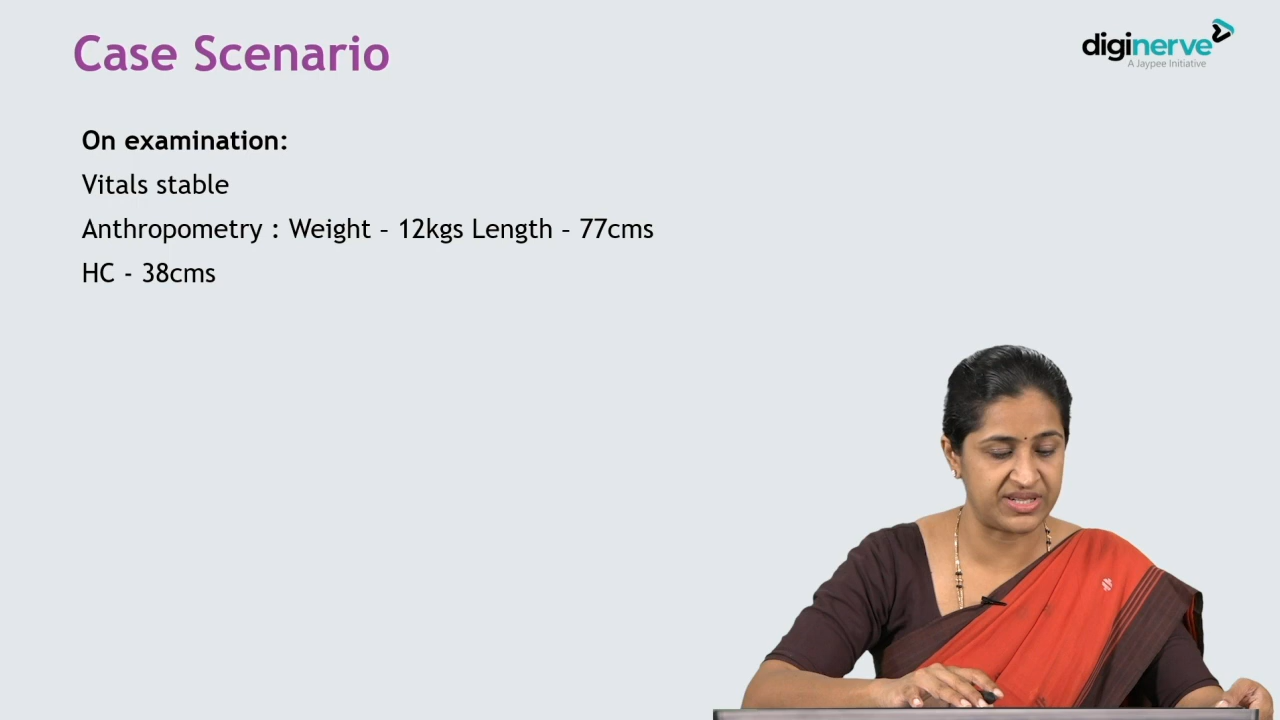 Case Scenario
diginerve
A Jaypee Initiative
On examination:
Vitals stable
Anthropometry : Weight – 12kgs Length – 77cms
HC - 38cms